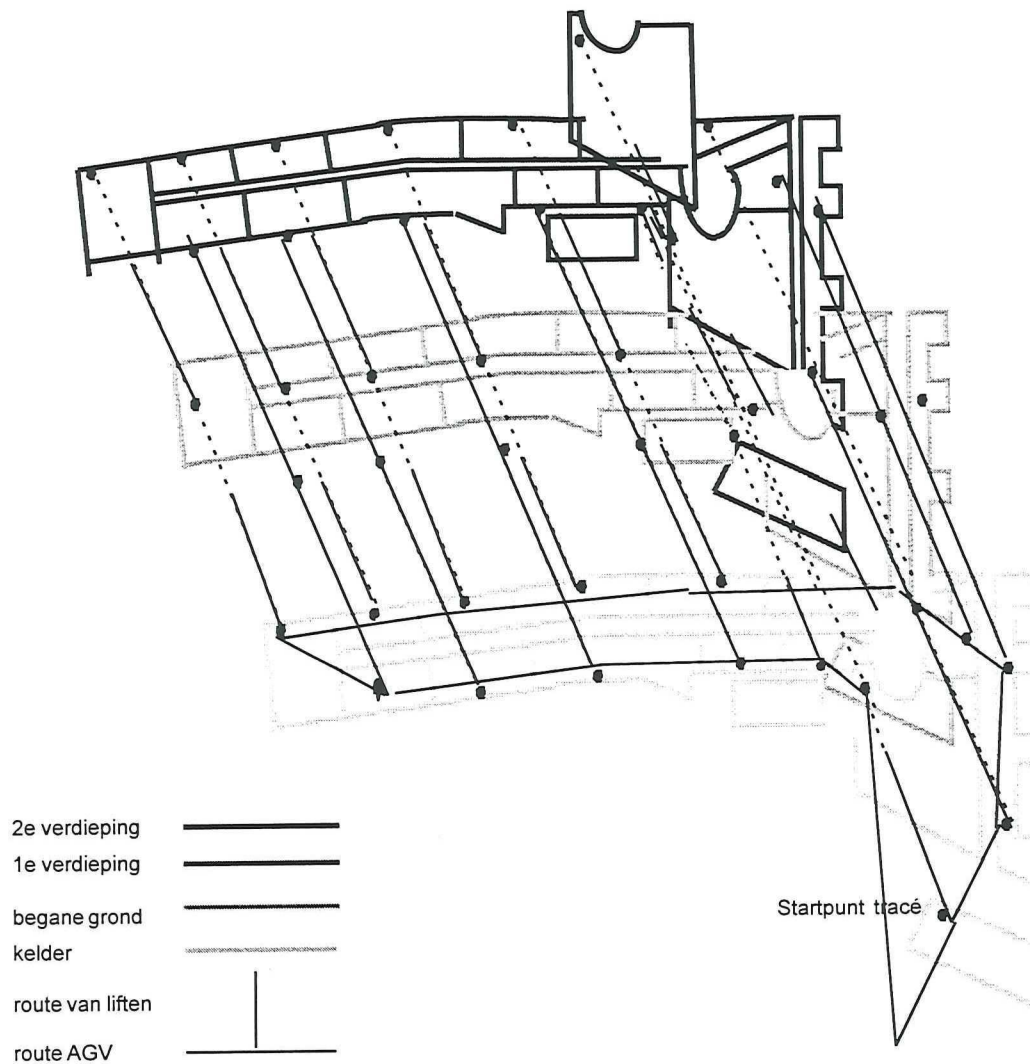 2e verdieping
1e verdieping
begane grond
kelder
route van liften
route AGV
Startpunt tracé